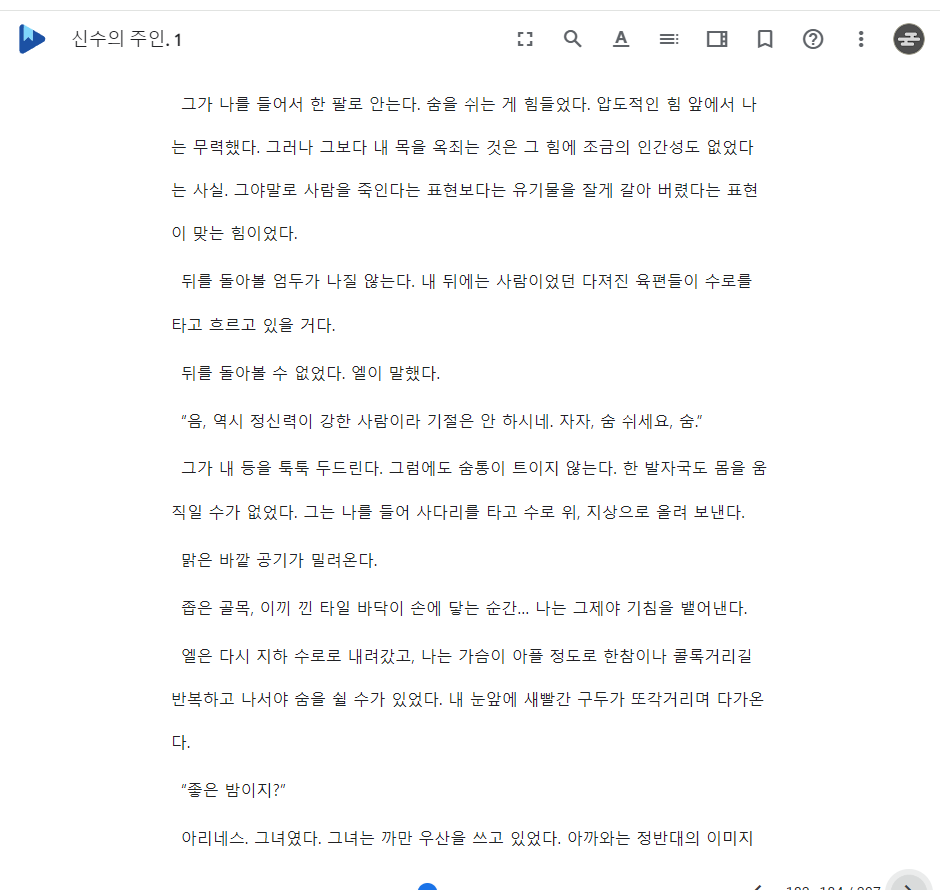 신수의 주인. 1
그가 나를 들어서 한 팔로 안는다. 숨을 쉬는 게 힘들었다. 압도적인 힘 앞에서 나
는 무력했다. 그러나 그보다 내 목을 옥죄는 것은 그 힘에 조금의 인간성도 없었다
는 사실. 그야말로 사람을 죽인다는 표현보다는 유기물을 잘게 갈아 버렸다는 표현
이 맞는 힘이었다.
뒤를 돌아볼 엄두가 나질 않는다. 내 뒤에는 사람이었던 다져진 육편들이 수로를
타고 흐르고 있을 거다.
뒤를 돌아볼 수 없었다. 엘이 말했다.
“음, 역시 정신력이 강한 사람이라 기절은 안 하시네. 자자, 숨 쉬세요, 숨.”
그가 내 등을 툭툭 두드린다. 그럼에도 숨통이 트이지 않는다. 한 발자국도 몸을 움
직일 수가 없었다. 그는 나를 들어 사다리를 타고 수로 위, 지상으로 올려 보낸다.
맑은 바깥 공기가 밀려온다.
좁은 골목, 이끼 낀 타일 바닥이 손에 닿는 순간... 나는 그제야 기침을 뱉어낸다.
엘은 다시 지하 수로로 내려갔고, 나는 가슴이 아플 정도로 한참이나 콜록거리길
반복하고 나서야 숨을 쉴 수가 있었다. 내 눈앞에 새빨간 구두가 또각거리며 다가온
다.
“좋은 밤이지?”
아리네스. 그녀였다. 그녀는 까만 우산을 쓰고 있었다. 아까와는 정반대의 이미지